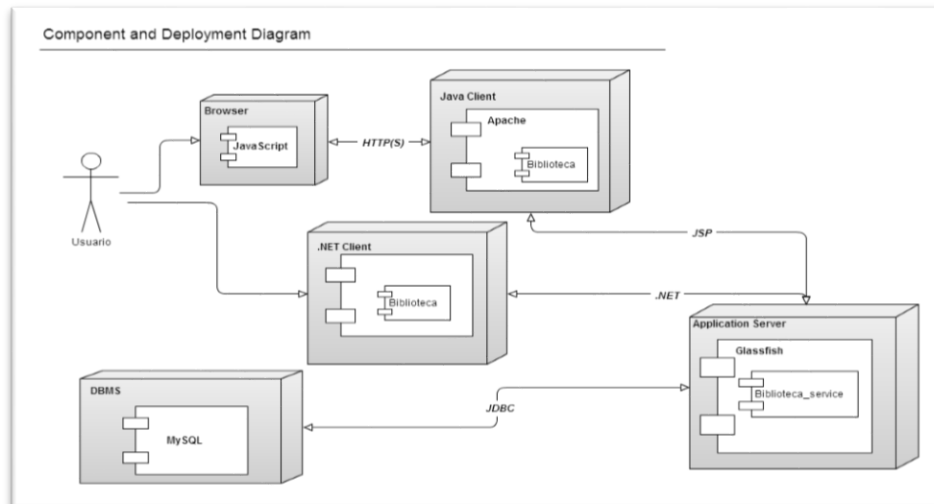 Component and Deployment Diagram
Java Client
Apache
Biblioteca
Browser
JavaScript
HTTP(S)
Usuario
JSP
.NET Client
Biblioteca
.NET
Application Server
Glassfish
Biblioteca_service
DBMS
MySQL
JDBC